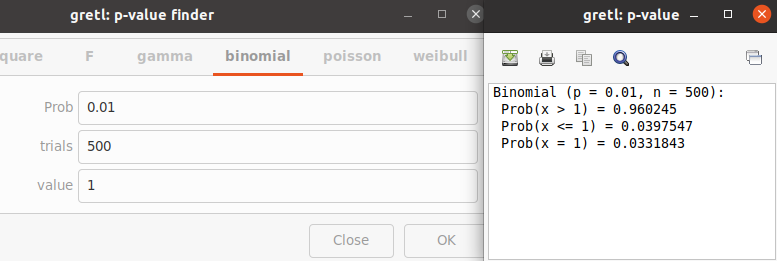 gretl: p-value finder
quare F gamma binomial poisson weibull
Prob 0.01
trials 500
value 1
Close OK
gretl: p-value
Binomial (p = 0.01, n = 500):
Prob(x > 1) = 0.960245
Prob(x <= 1) = 0.0397547
Prob(x = 1) = 0.0331843